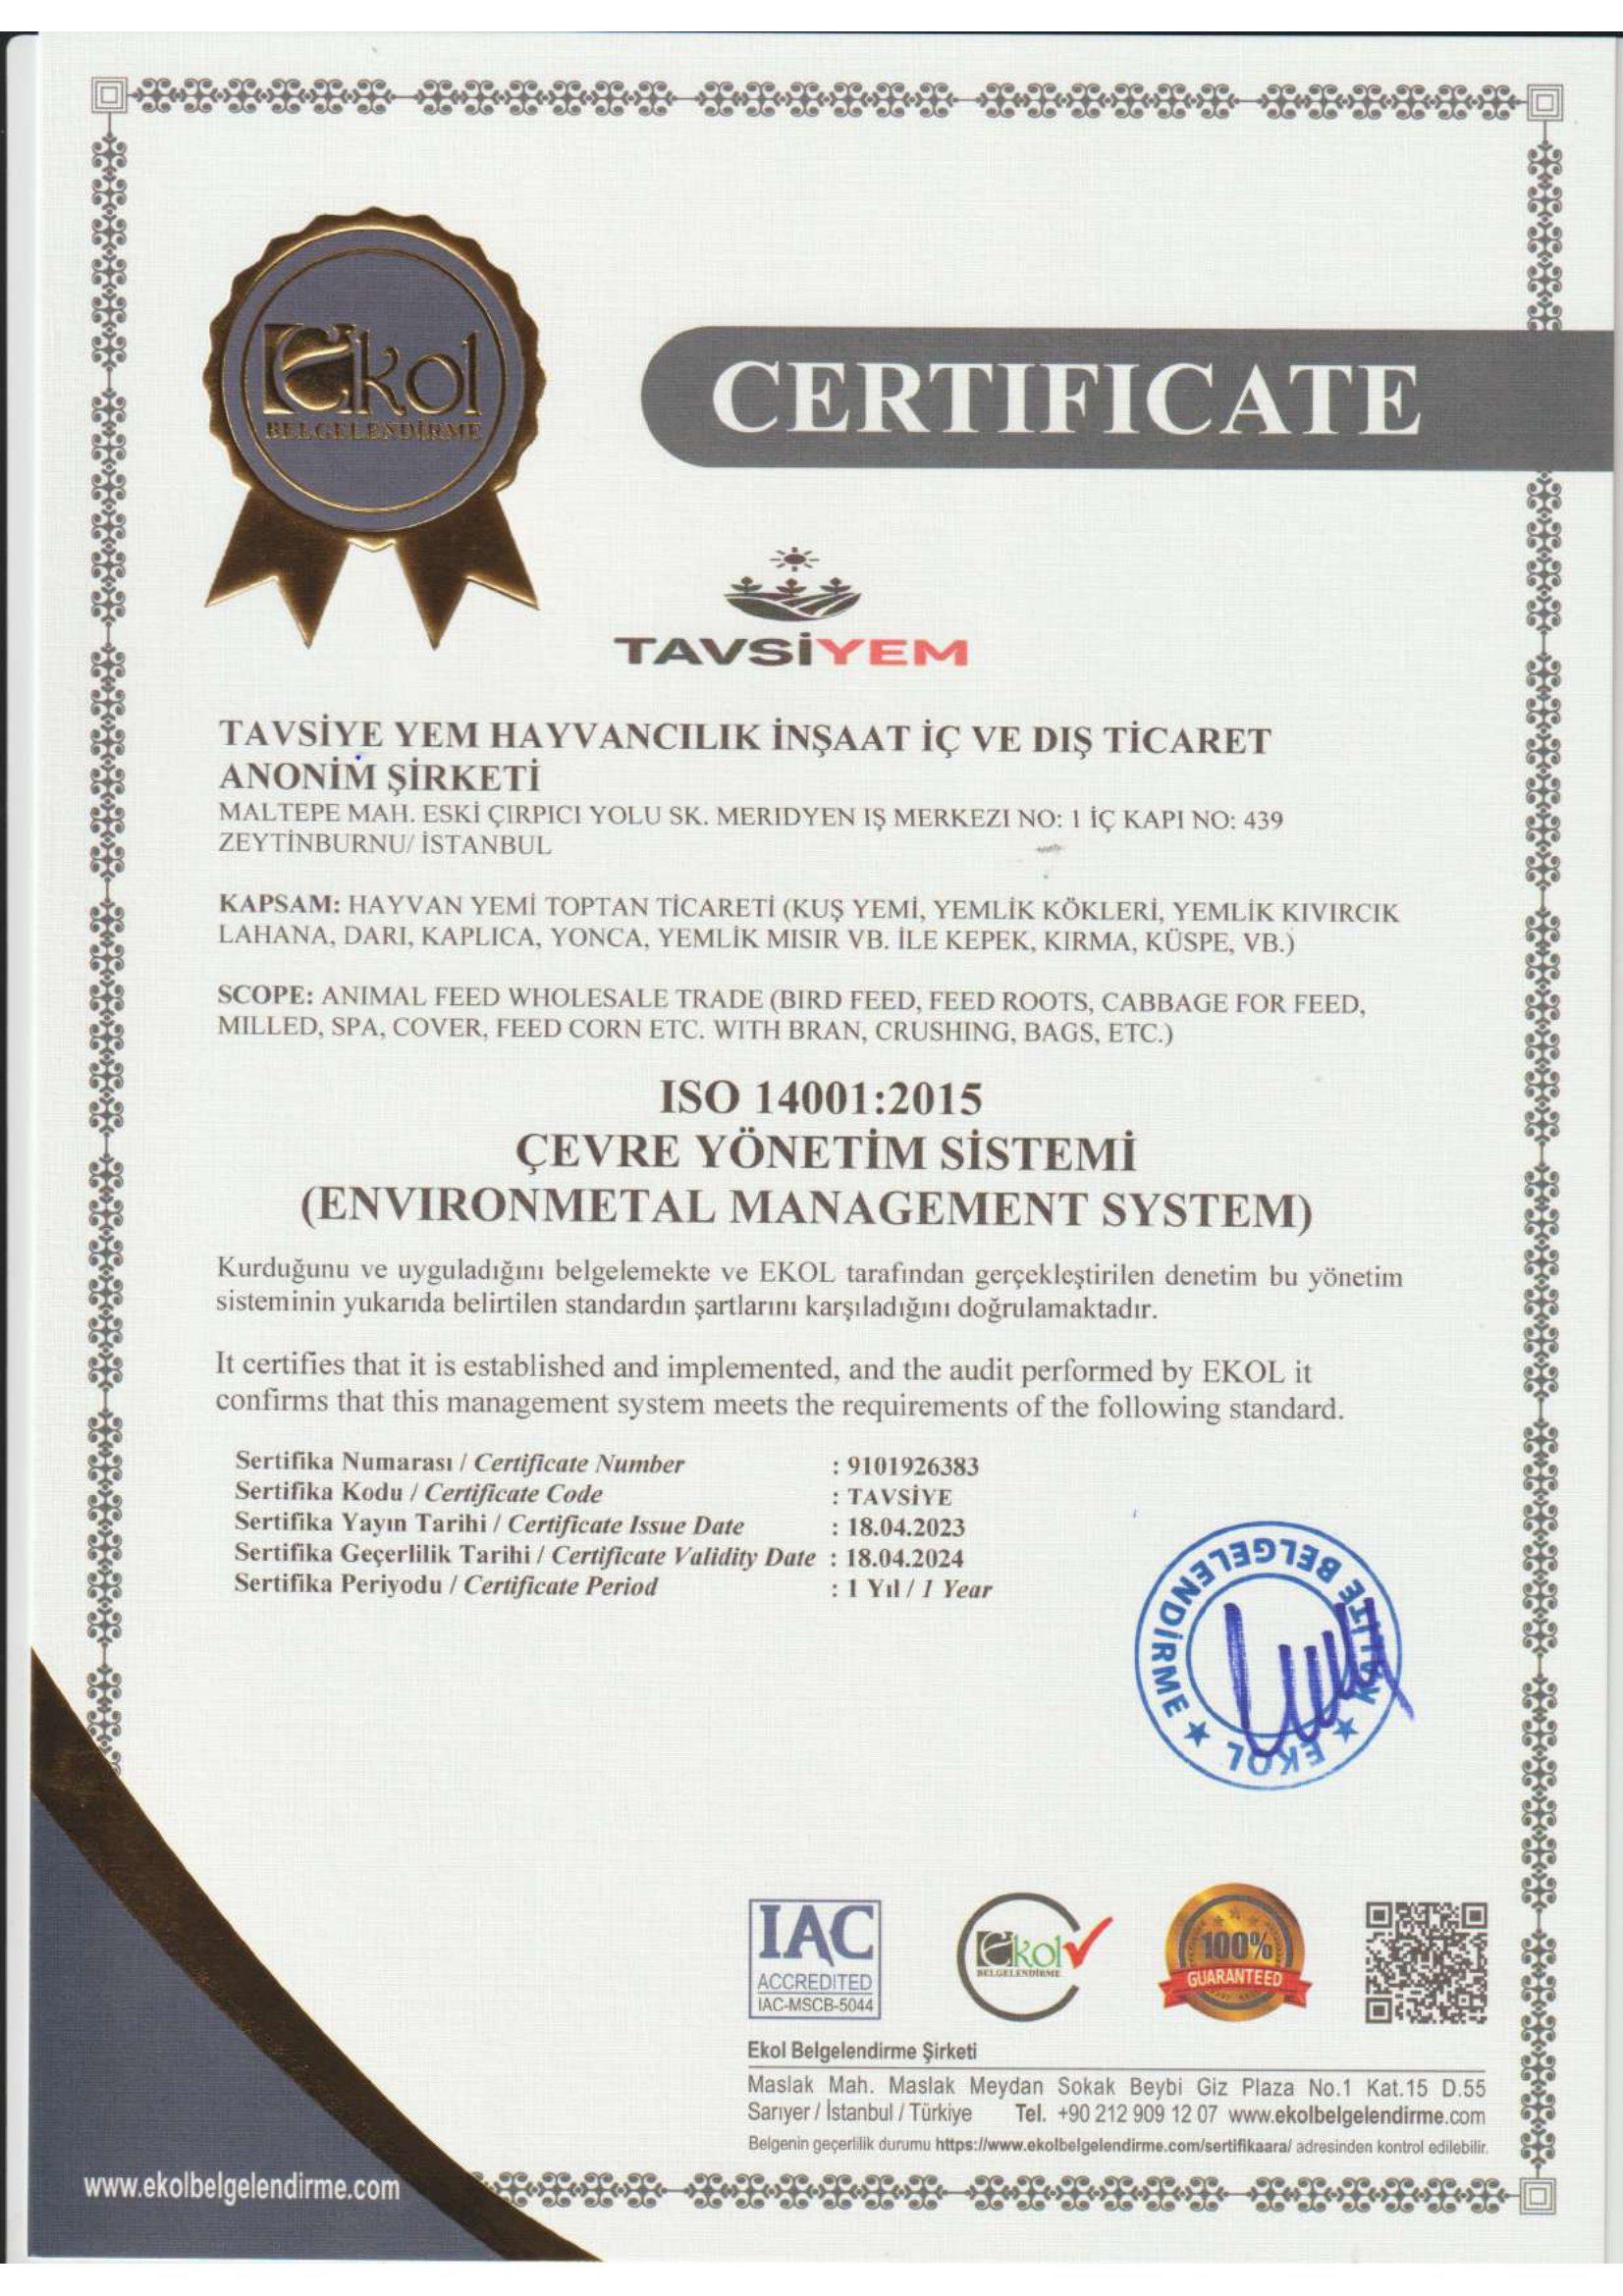 Ekol
BELGELENDİRME
CERTIFICATE
TAVSİYEM
TAVSİYE YEM HAYVANCILIK İNŞAAT İÇ VE DIŞ TİCARET
ANONİM ŞİRKETİ
MALTEPE MAH. ESKİ ÇIRPICI YOLU SK. MERIDYEN IŞ MERKEZI NO: 1 İÇ KAPI NO: 439
ZEYTİNBURNU/ İSTANBUL
KAPSAM: HAYVAN YEMİ TOPTAN TİCARETİ (KUŞ YEMİ, YEMLİK KÖKLERİ, YEMLİK KIVIRCIK
LAHANA, DARI, KAPLICA, YONCA, YEMLİK MISIR VB. İLE KEPEK, KIRMA, KÜSPE, VB.)
SCOPE: ANIMAL FEED WHOLESALE TRADE (BIRD FEED, FEED ROOTS, CABBAGE FOR FEED,
MILLED, SPA, COVER, FEED CORN ETC. WITH BRAN, CRUSHING, BAGS, ETC.)
ISO 14001:2015
ÇEVRE YÖNETİM SİSTEMİ
(ENVIRONMETAL MANAGEMENT SYSTEM)
Kurduğunu ve uyguladığını belgelemekte ve EKOL tarafından gerçekleştirilen denetim bu yönetim
sisteminin yukarıda belirtilen standardın şartlarını karşıladığını doğrulamaktadır.
It certifies that it is established and implemented, and the audit performed by EKOL it
confirms that this management system meets the requirements of the following standard.
Sertifika Numarası / Certificate Number : 9101926383
Sertifika Kodu / Certificate Code : TAVSİYE
Sertifika Yayın Tarihi / Certificate Issue Date : 18.04.2023
Sertifika Geçerlilik Tarihi / Certificate Validity Date : 18.04.2024
Sertifika Periyodu / Certificate Period : 1 Yıl / 1 Year
EKOL ★ KALİTE BELGELENDİRME ★
IAC
ACCREDITED
IAC-MSCB-5044
Ekol
BELGELENDİRME
100%
GUARANTEED
Ekol Belgelendirme Şirketi
Maslak Mah. Maslak Meydan Sokak Beybi Giz Plaza No.1 Kat.15 D.55
Sarıyer / İstanbul / Türkiye Tel. +90 212 909 12 07 www.ekolbelgelendirme.com
Belgenin geçerlilik durumu https://www.ekolbelgelendirme.com/sertifikaara/ adresinden kontrol edilebilir.
www.ekolbelgelendirme.com